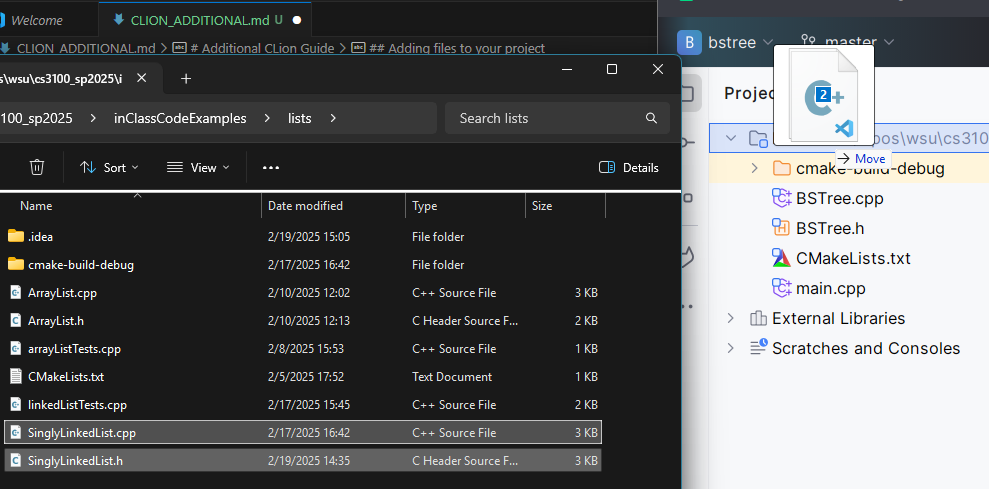 Welcome
CLION_ADDITIONAL.md U
CLION_ADDITIONAL.md > abc # Additional CLion Guide > abc ## Adding files to your project
s\wsu\cs3100_sp2025\i
100_sp2025 > inClassCodeExamples > lists >
Search lists
Sort
View
Details
Name Date modified Type Size
.idea 2/19/2025 15:05 File folder
cmake-build-debug 2/17/2025 16:42 File folder
ArrayList.cpp 2/10/2025 12:02 C++ Source File 3 KB
ArrayList.h 2/10/2025 12:13 C Header Source F... 2 KB
arrayListTests.cpp 2/8/2025 15:53 C++ Source File 1 KB
CMakeLists.txt 2/5/2025 17:52 Text Document 1 KB
linkedListTests.cpp 2/17/2025 15:45 C++ Source File 2 KB
SinglyLinkedList.cpp 2/17/2025 16:42 C++ Source File 3 KB
SinglyLinkedList.h 2/19/2025 14:35 C Header Source F... 3 KB
B bstree master
Projec
2
C++
os\wsu\cs310
Move
cmake-build-debug
BSTree.cpp
BSTree.h
CMakeLists.txt
main.cpp
External Libraries
Scratches and Consoles